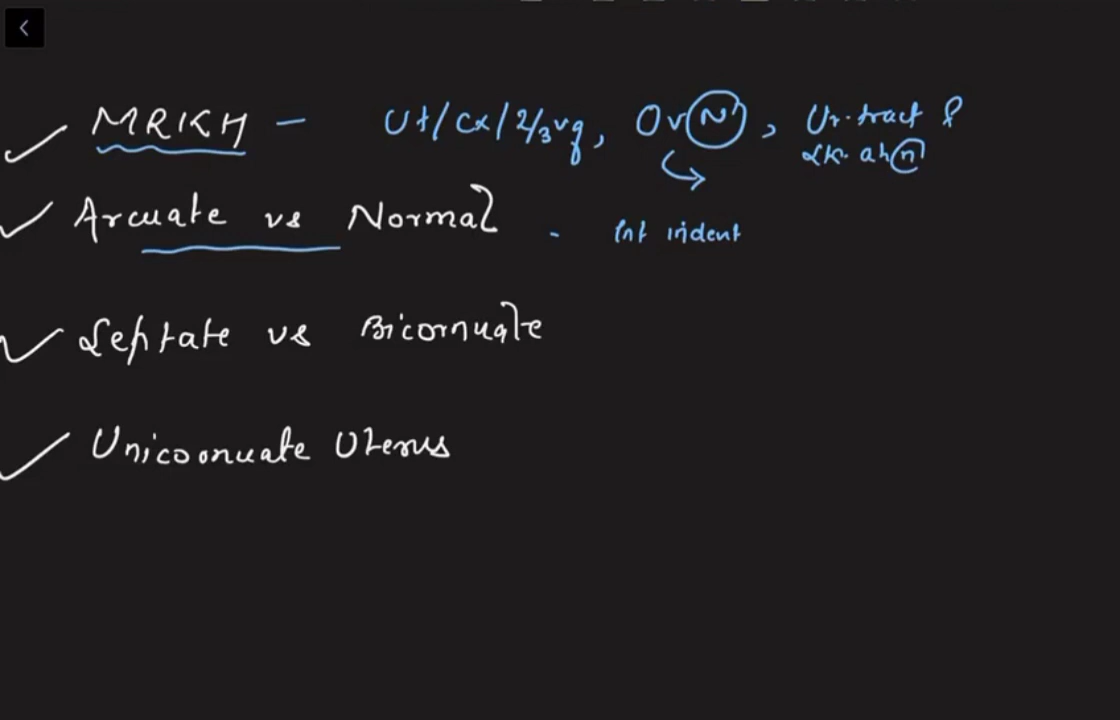 MRKH – Ut/Cx/2/3 vg, Ov (N), Ur. tract &
sk. ab(n)
Arcuate vs Normal - Int indent
Septate vs Bicornuate
Unicornuate Uterus